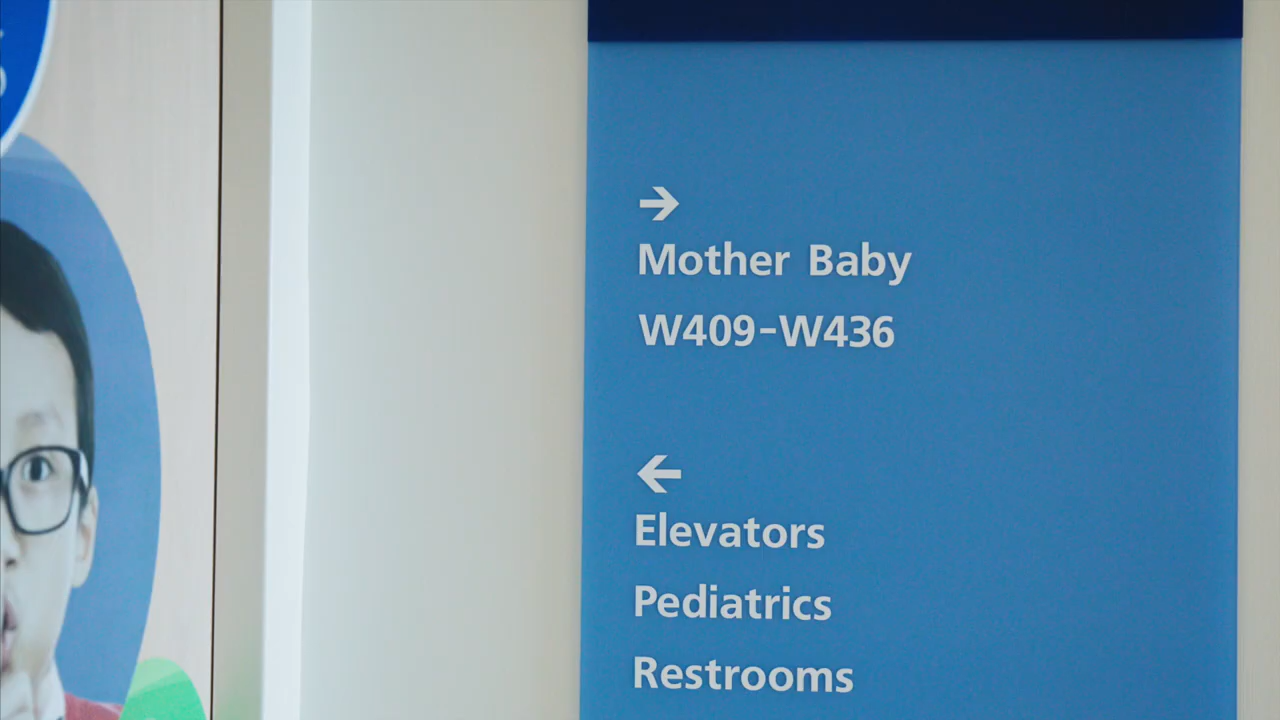 →
Mother Baby
W409-W436
←
Elevators
Pediatrics
Restrooms